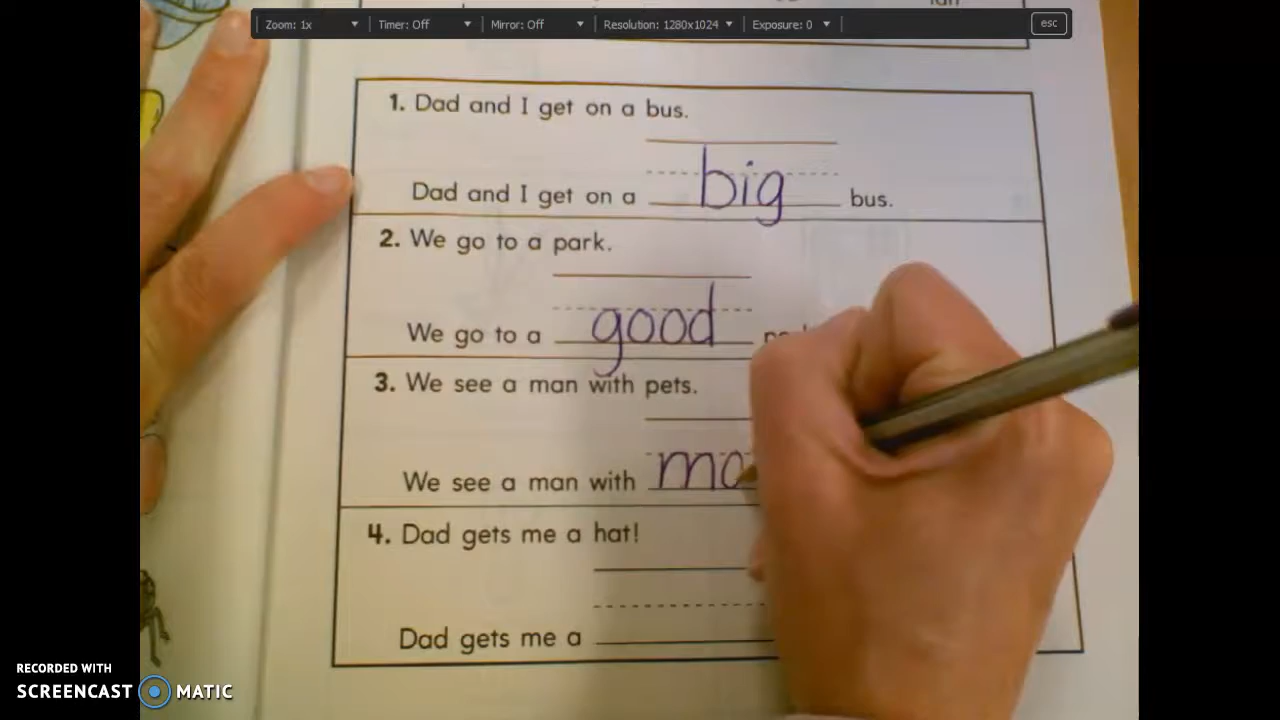 Zoom: 1x Timer: Off Mirror: Off Resolution: 1280x1024 Exposure: 0 esc
1. Dad and I get on a bus.
Dad and I get on a big bus.
2. We go to a park.
We go to a good
3. We see a man with pets.
We see a man with ma
4. Dad gets me a hat!
Dad gets me a
RECORDED WITH
SCREENCAST MATIC